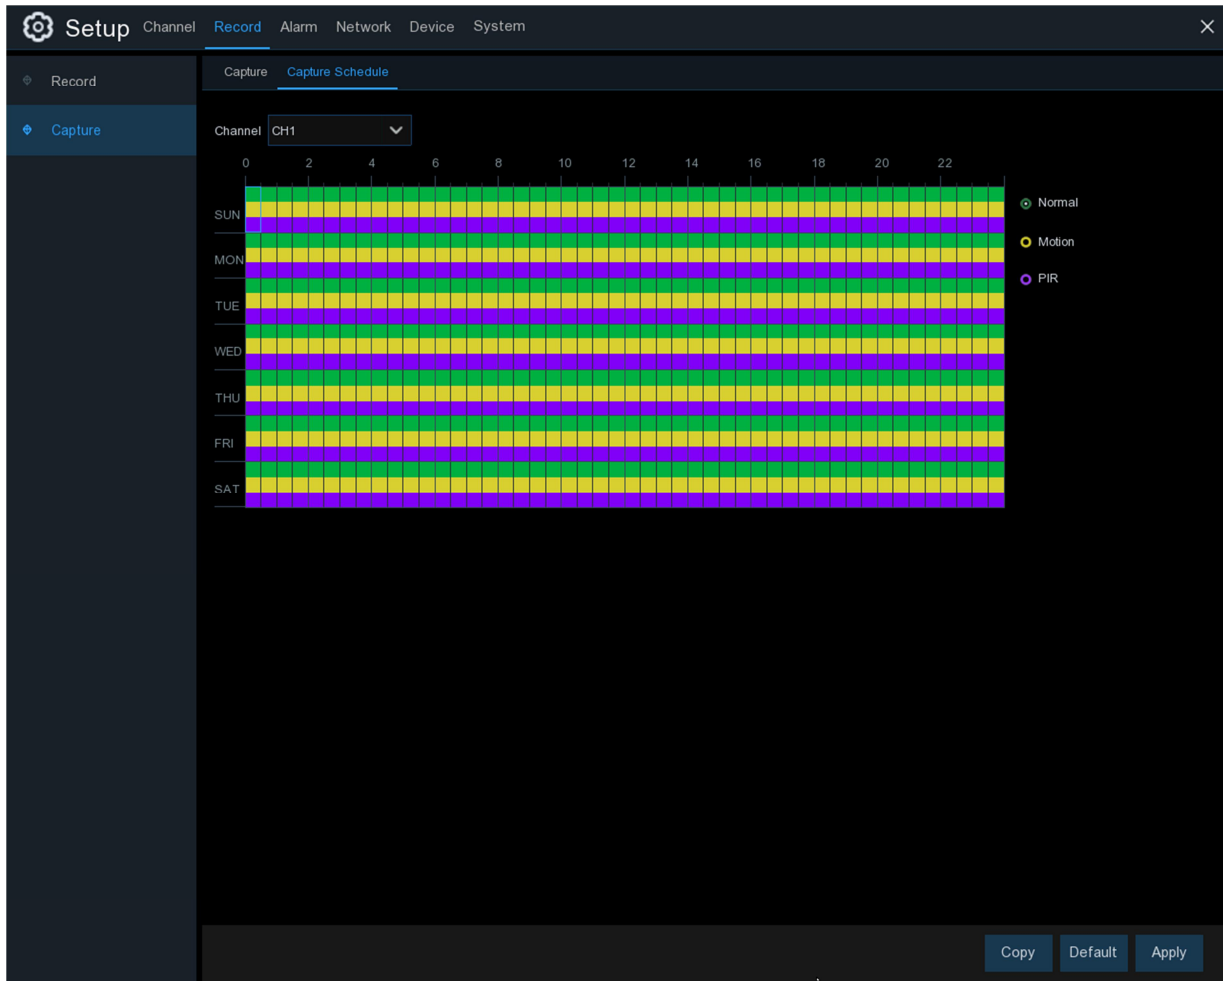 Setup Channel Record Alarm Network Device System
Record
Capture
Capture Capture Schedule
Channel CH1
0 2 4 6 8 10 12 14 16 18 20 22
SUN
MON
TUE
WED
THU
FRI
SAT
Normal
Motion
PIR
Copy Default Apply